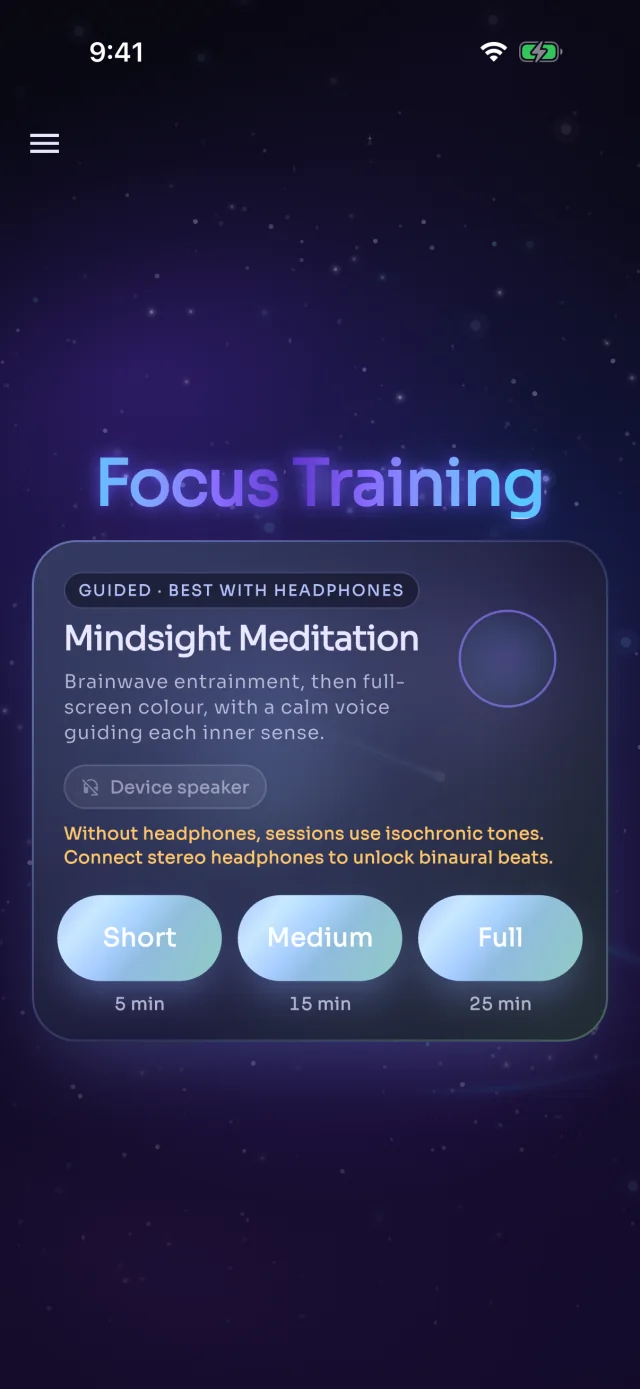 9:41
Focus Training
GUIDED · BEST WITH HEADPHONES
Mindsight Meditation
Brainwave entrainment, then full-
screen colour, with a calm voice
guiding each inner sense.
Device speaker
Without headphones, sessions use isochronic tones.
Connect stereo headphones to unlock binaural beats.
Short Medium Full
5 min 15 min 25 min